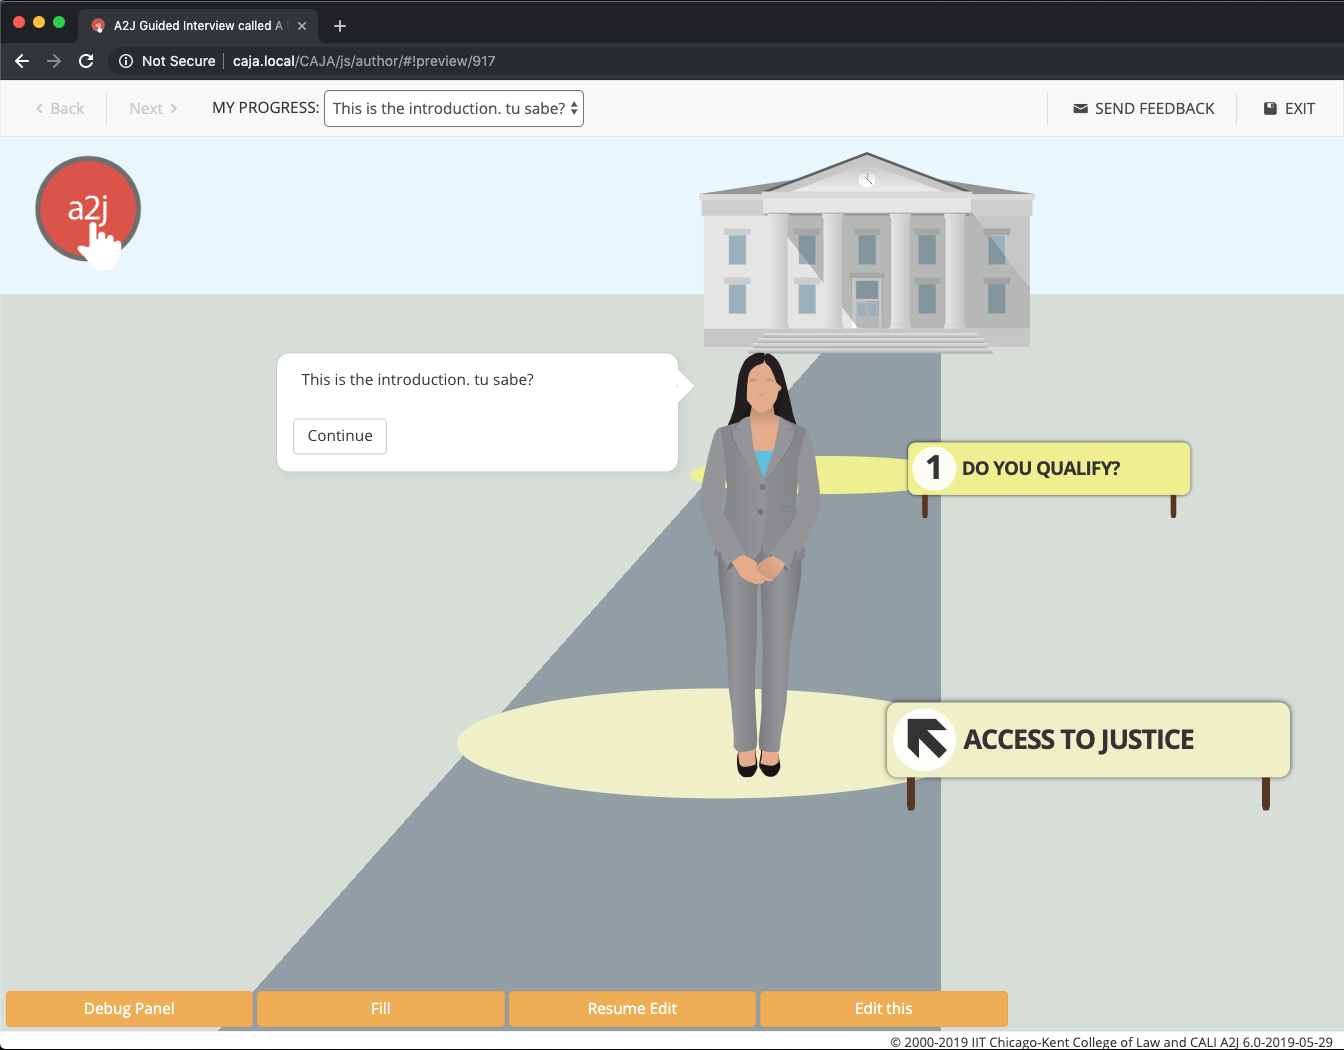 A2J Guided Interview called A
Not Secure
caja.local/CAJA/js/author/#!preview/917
Back
Next
MY PROGRESS:
This is the introduction. tu sabe?
SEND FEEDBACK
EXIT
a2j
This is the introduction. tu sabe?
Continue
1 DO YOU QUALIFY?
ACCESS TO JUSTICE
Debug Panel
Fill
Resume Edit
Edit this
© 2000-2019 IIT Chicago-Kent College of Law and CALI A2J 6.0-2019-05-29